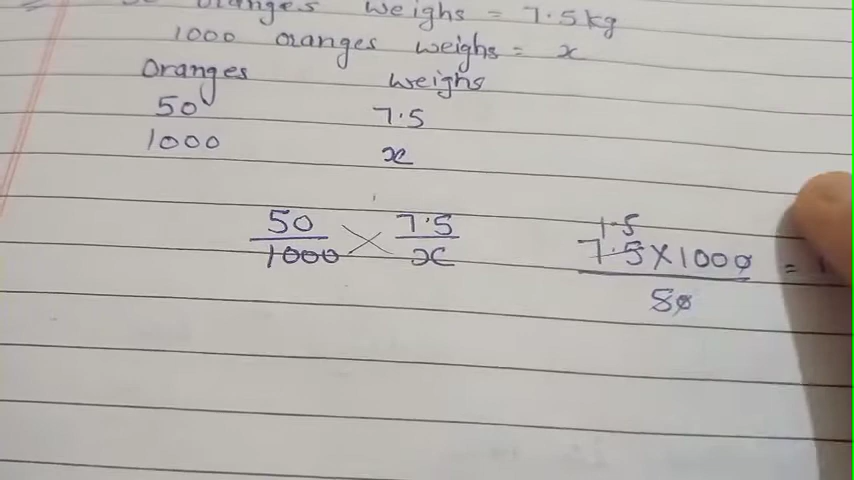 oranges weighs = 7.5kg
1000 oranges weighs = x
Oranges weighs
50 7.5
1000 x
50/1000 7.5/x
1.5
7.5 × 1000 =
50